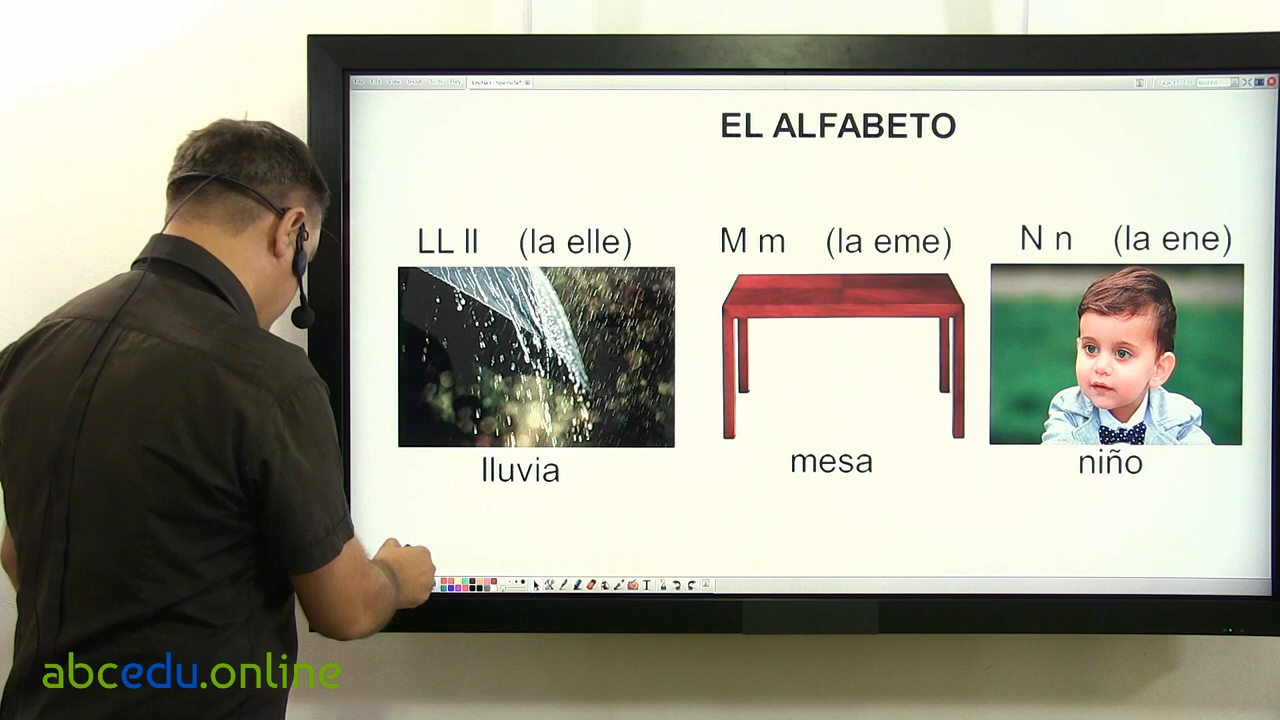 EL ALFABETO
LL ll (la elle)
M m (la eme)
N n (la ene)
lluvia
mesa
niño
abcedu.online